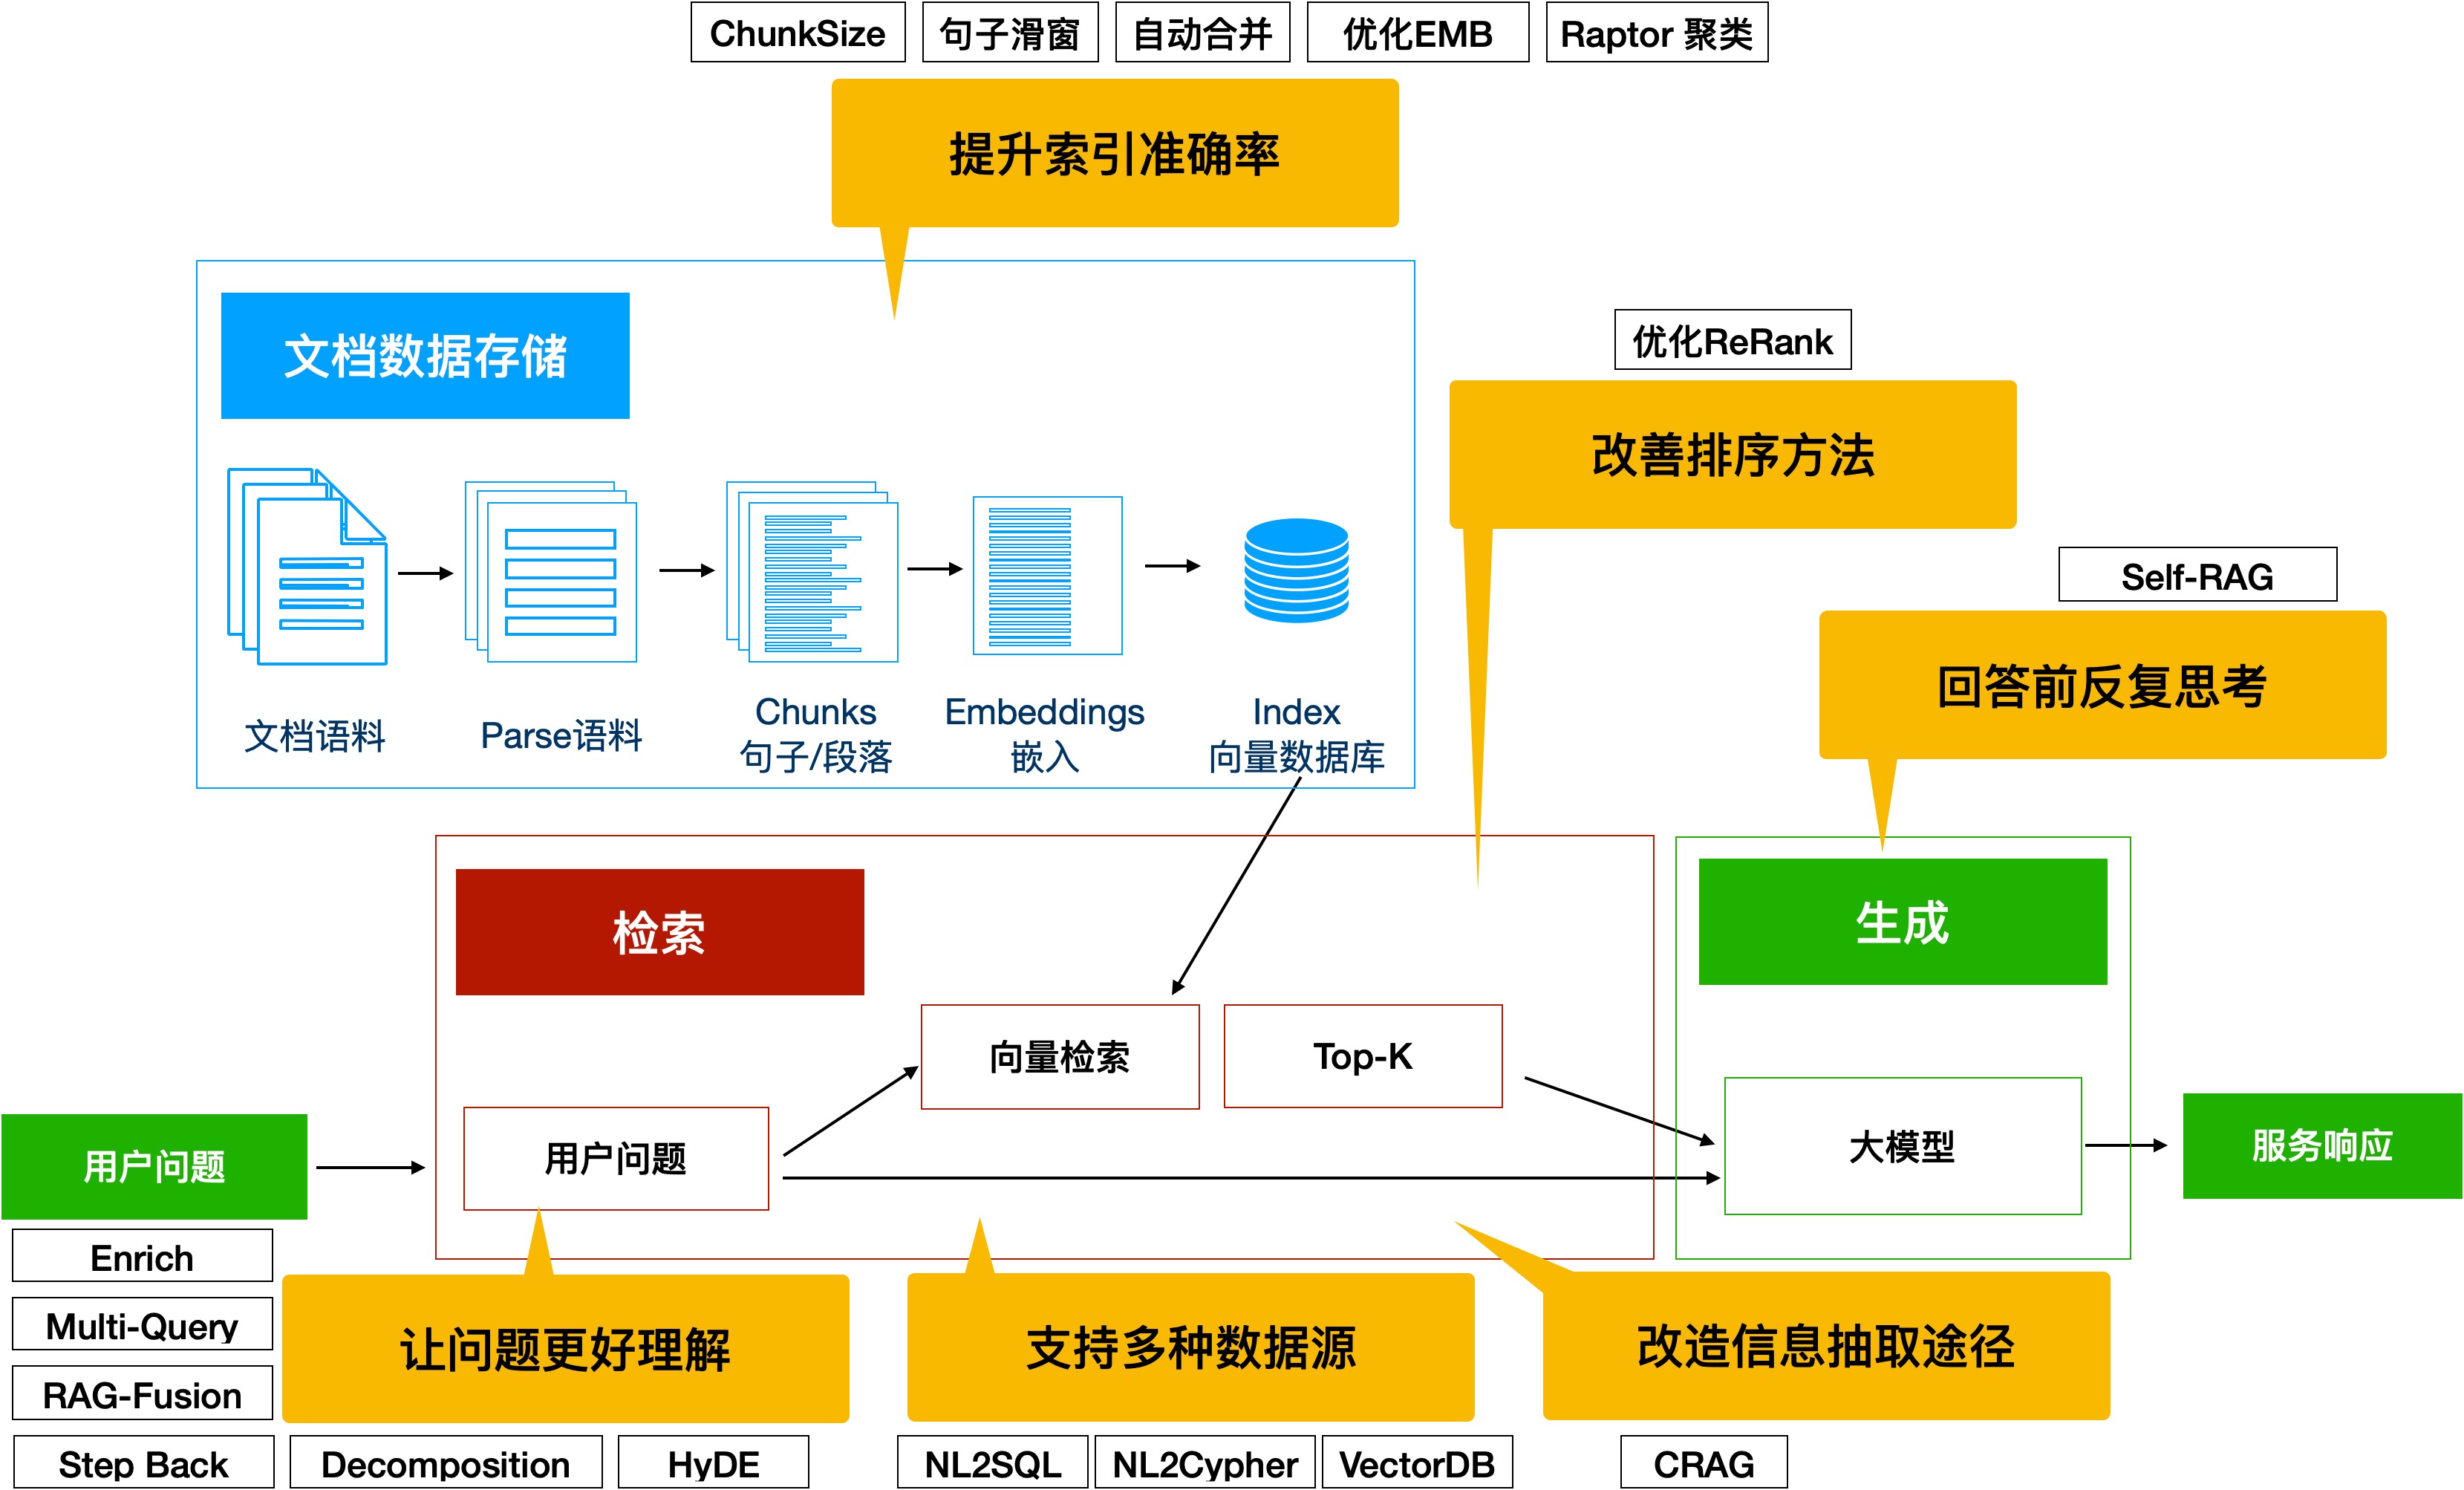 ChunkSize
句子滑窗
自动合并
优化EMB
Raptor 聚类
提升索引准确率
文档数据存储
优化ReRank
改善排序方法
Self-RAG
回答前反复思考
文档语料
Parse语料
Chunks
句子/段落
Embeddings
嵌入
Index
向量数据库
检索
生成
向量检索
Top-K
用户问题
用户问题
大模型
服务响应
Enrich
Multi-Query
RAG-Fusion
Step Back
让问题更好理解
Decomposition
HyDE
支持多种数据源
NL2SQL
NL2Cypher
VectorDB
改造信息抽取途径
CRAG